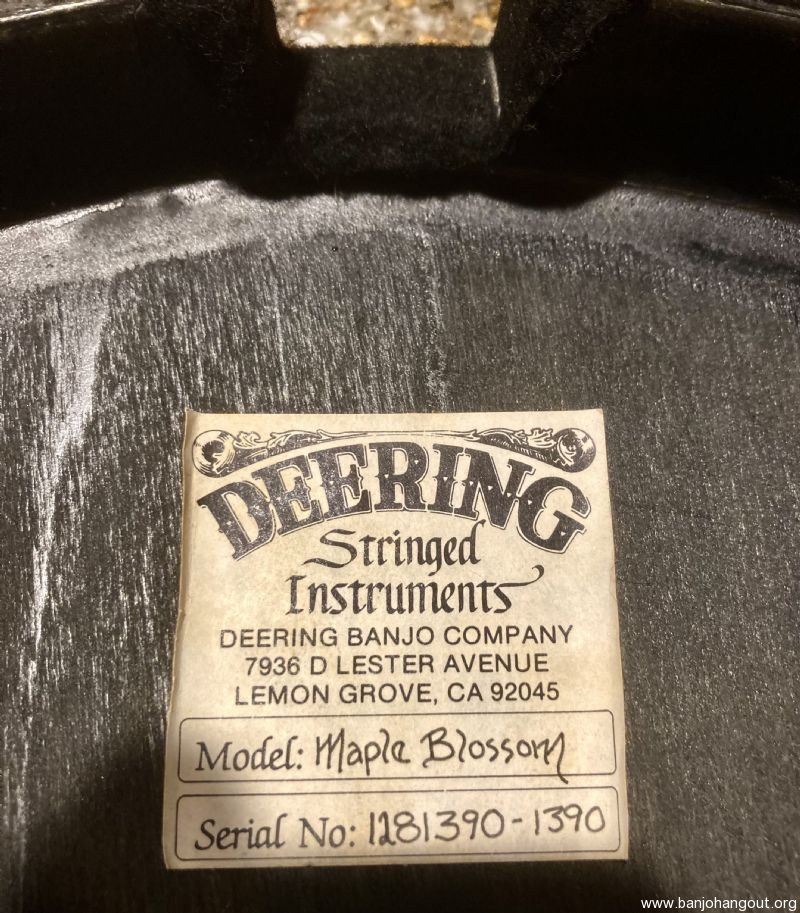 DEERING
Stringed
Instruments
DEERING BANJO COMPANY
7936 D LESTER AVENUE
LEMON GROVE, CA 92045
Model: Maple Blossom
Serial No: 1281390-1390
www.banjohangout.org